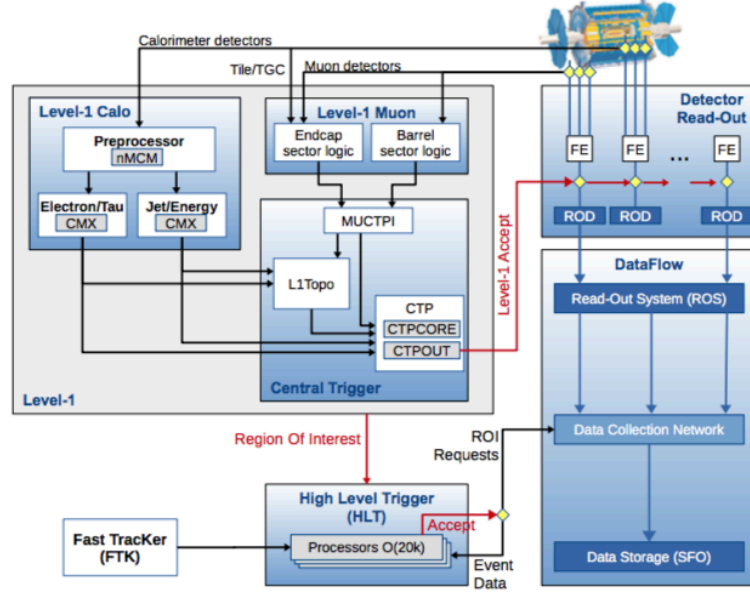 Calorimeter detectors
Tile/TGC
Muon detectors
Level-1 Calo
Preprocessor
nMCM
Electron/Tau
CMX
Jet/Energy
CMX
Level-1 Muon
Endcap
sector logic
Barrel
sector logic
MUCTPI
L1Topo
CTP
CTPCORE
CTPOUT
Central Trigger
Level-1
Level-1 Accept
Detector
Read-Out
FE
FE
...
FE
ROD
ROD
ROD
DataFlow
Read-Out System (ROS)
Data Collection Network
Data Storage (SFO)
Region Of Interest
ROI
Requests
High Level Trigger
(HLT)
Accept
Processors O(20k)
Event
Data
Fast TracKer
(FTK)